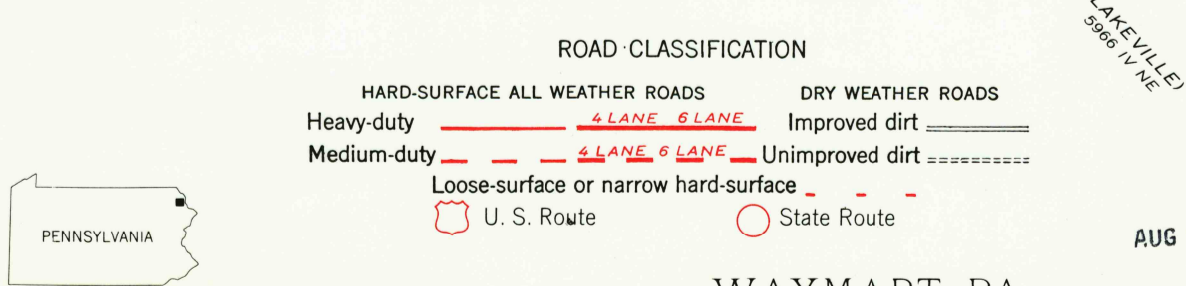 LAKEVILLE)
5966 IV NE
ROAD CLASSIFICATION
HARD-SURFACE ALL WEATHER ROADS DRY WEATHER ROADS
Heavy-duty 4 LANE 6 LANE Improved dirt
Medium-duty 4 LANE 6 LANE Unimproved dirt
Loose-surface or narrow hard-surface
U. S. Route State Route
PENNSYLVANIA
AUG
WAYMART, PA.